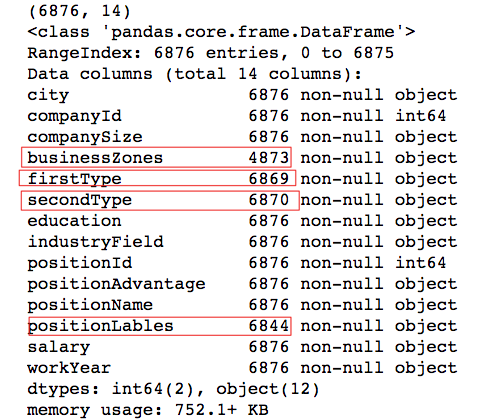 (6876, 14)
<class 'pandas.core.frame.DataFrame'>
RangeIndex: 6876 entries, 0 to 6875
Data columns (total 14 columns):
city 6876 non-null object
companyId 6876 non-null int64
companySize 6876 non-null object
businessZones 4873 non-null object
firstType 6869 non-null object
secondType 6870 non-null object
education 6876 non-null object
industryField 6876 non-null object
positionId 6876 non-null int64
positionAdvantage 6876 non-null object
positionName 6876 non-null object
positionLables 6844 non-null object
salary 6876 non-null object
workYear 6876 non-null object
dtypes: int64(2), object(12)
memory usage: 752.1+ KB